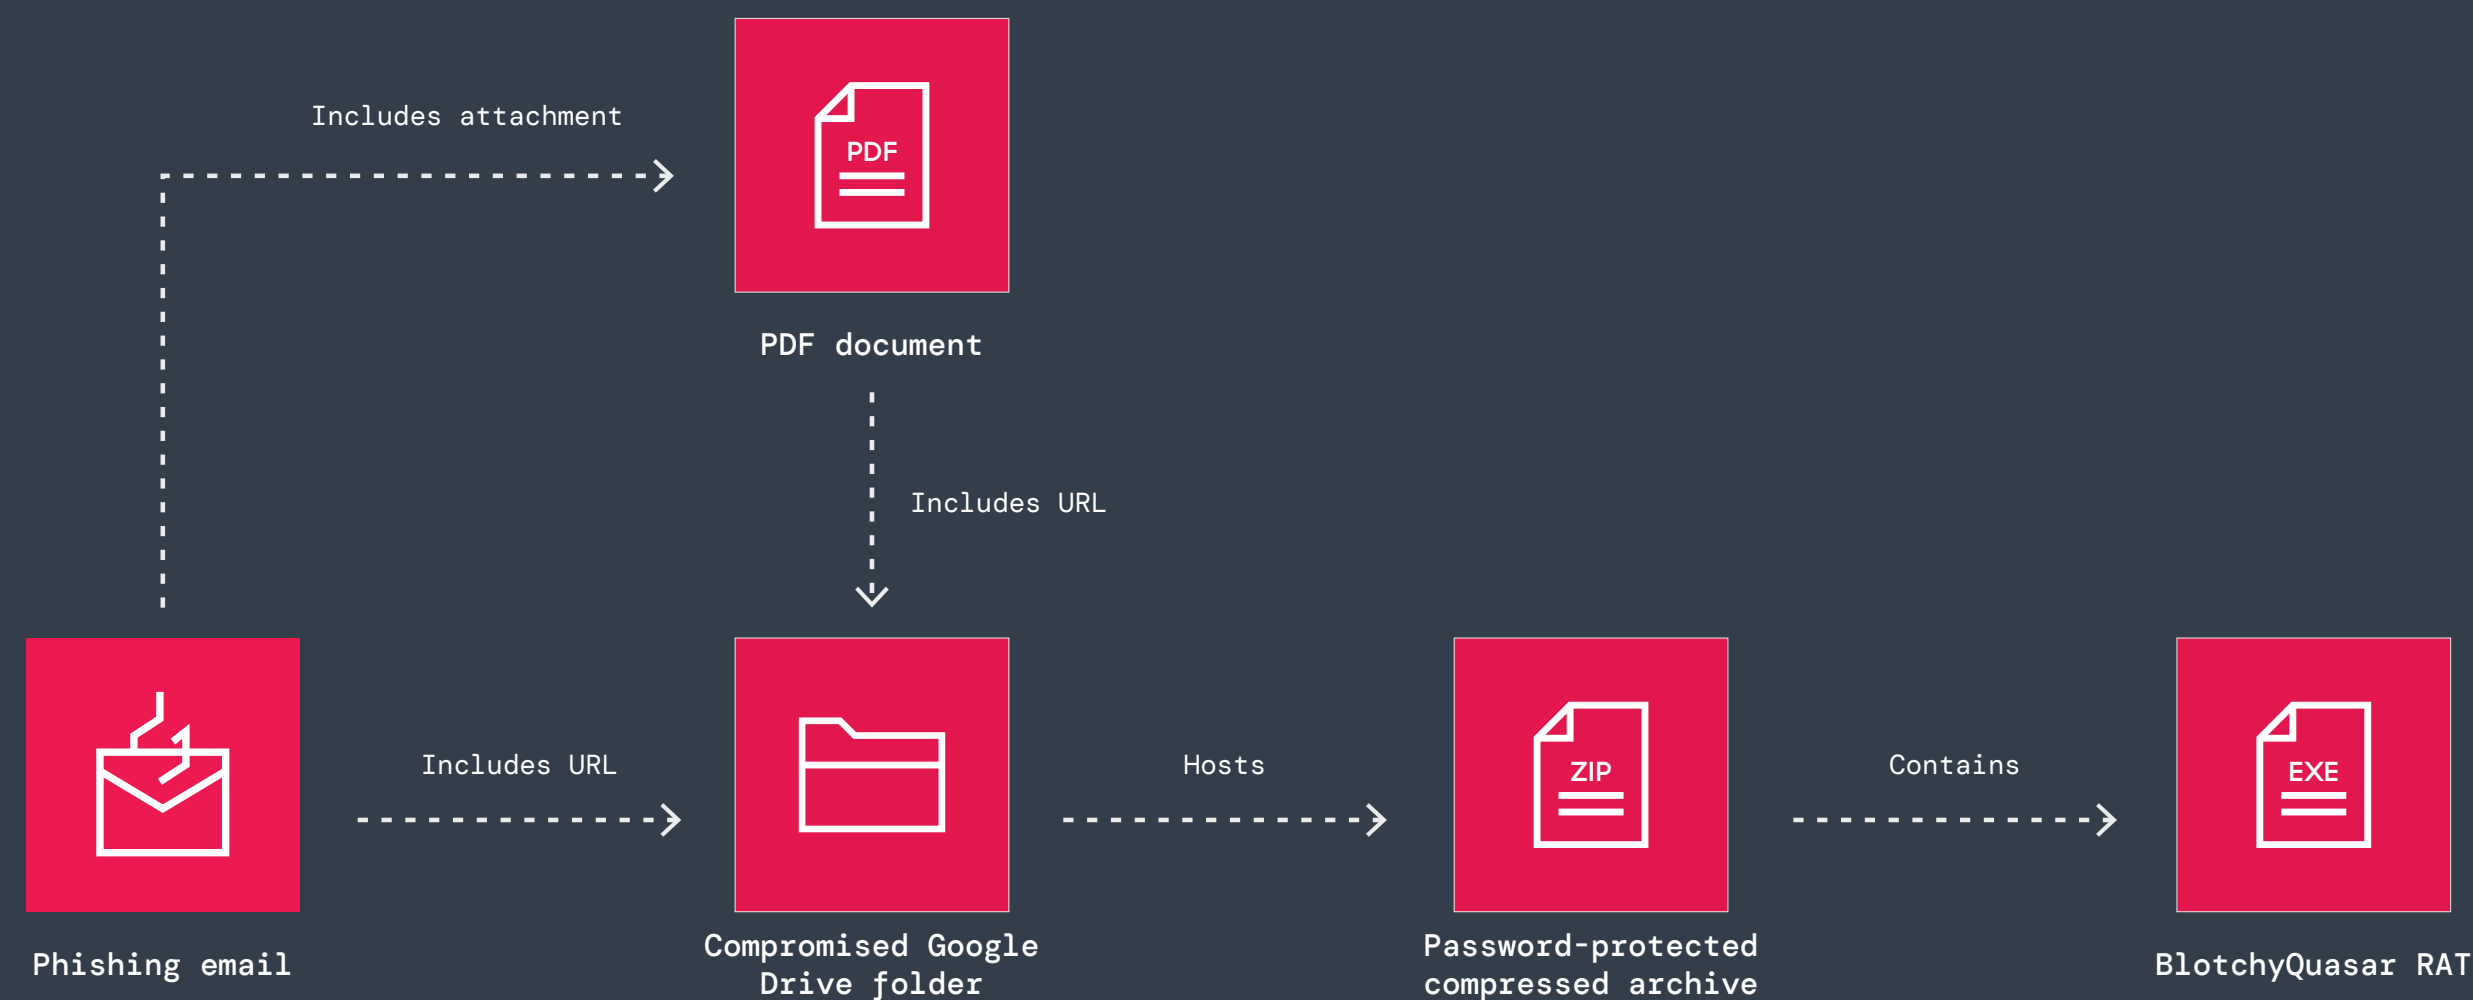 Includes attachment
PDF
PDF document
Includes URL
Includes URL
Hosts
ZIP
Contains
EXE
Phishing email
Compromised Google
Drive folder
Password-protected
compressed archive
BlotchyQuasar RAT